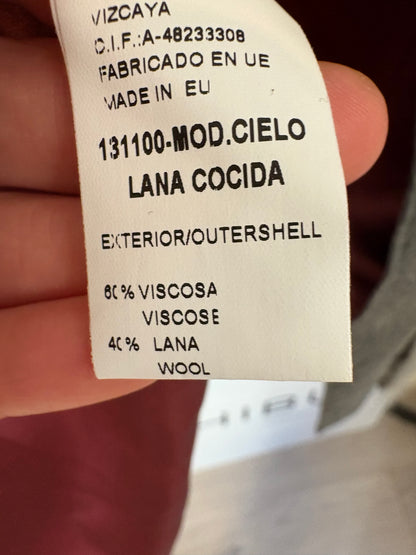 VIZCAYA
C.I.F.:A-48233308
FABRICADO EN UE
MADE IN EU
131100-MOD.CIELO
LANA COCIDA
EXTERIOR/OUTERSHELL
60% VISCOSA
VISCOSE
40% LANA
WOOL